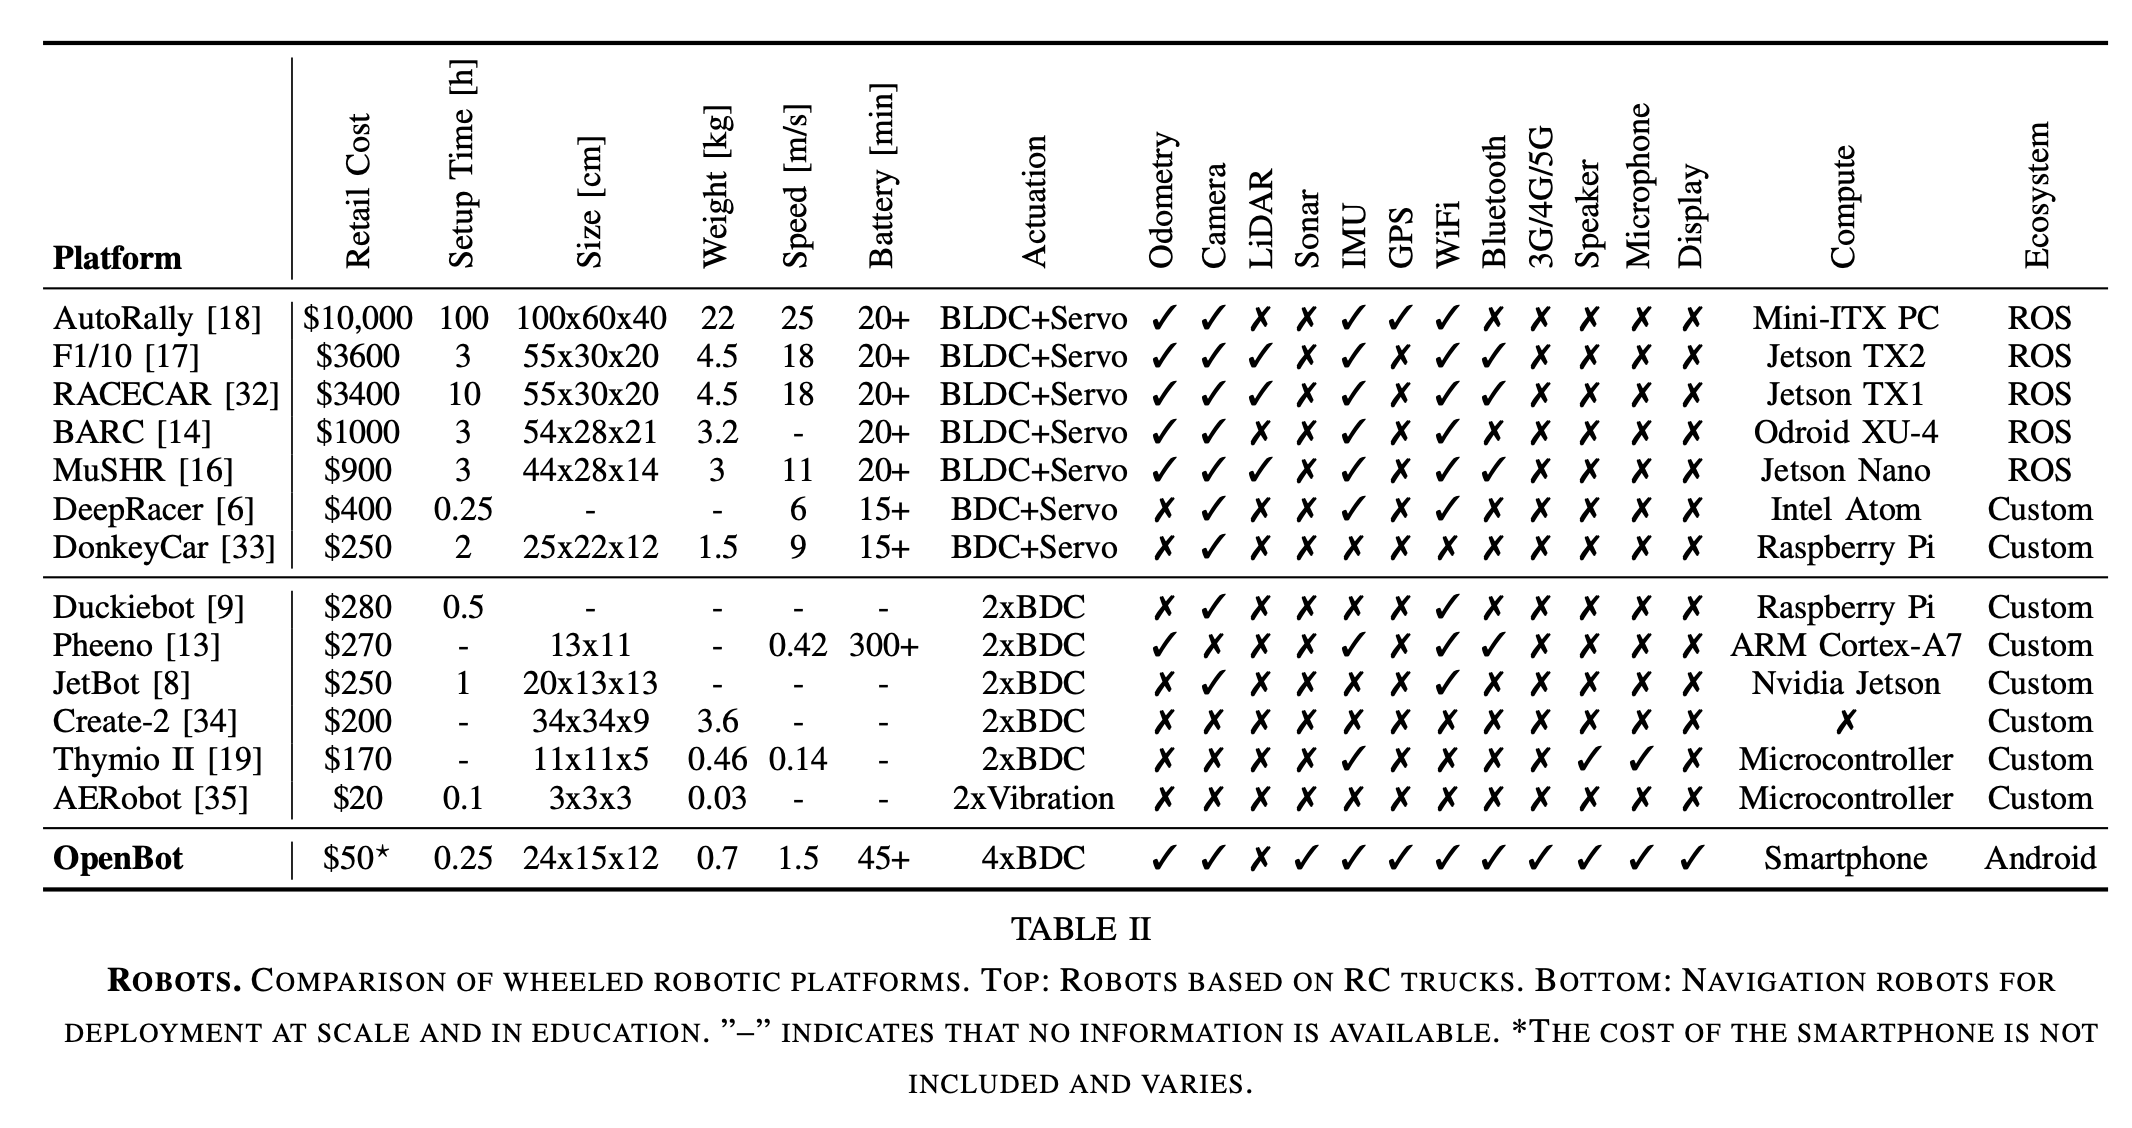 Platform Retail Cost Setup Time [h] Size [cm] Weight [kg] Speed [m/s] Battery [min] Actuation Odometry Camera LiDAR Sonar IMU GPS WiFi Bluetooth 3G/4G/5G Speaker Microphone Display Compute Ecosystem
AutoRally [18] $10,000 100 100x60x40 22 25 20+ BLDC+Servo ✓ ✓ ✗ ✗ ✓ ✓ ✓ ✗ ✗ ✗ ✗ ✗ Mini-ITX PC ROS
F1/10 [17] $3600 3 55x30x20 4.5 18 20+ BLDC+Servo ✓ ✓ ✓ ✗ ✓ ✗ ✓ ✓ ✗ ✗ ✗ ✗ Jetson TX2 ROS
RACECAR [32] $3400 10 55x30x20 4.5 18 20+ BLDC+Servo ✓ ✓ ✓ ✗ ✓ ✗ ✓ ✓ ✗ ✗ ✗ ✗ Jetson TX1 ROS
BARC [14] $1000 3 54x28x21 3.2 - 20+ BLDC+Servo ✓ ✓ ✗ ✗ ✓ ✗ ✓ ✗ ✗ ✗ ✗ ✗ Odroid XU-4 ROS
MuSHR [16] $900 3 44x28x14 3 11 20+ BLDC+Servo ✓ ✓ ✓ ✗ ✓ ✗ ✓ ✓ ✗ ✗ ✗ ✗ Jetson Nano ROS
DeepRacer [6] $400 0.25 - - 6 15+ BDC+Servo ✗ ✓ ✗ ✗ ✓ ✗ ✓ ✗ ✗ ✗ ✗ ✗ Intel Atom Custom
DonkeyCar [33] $250 2 25x22x12 1.5 9 15+ BDC+Servo ✗ ✓ ✗ ✗ ✗ ✗ ✗ ✗ ✗ ✗ ✗ ✗ Raspberry Pi Custom
Duckiebot [9] $280 0.5 - - - - 2xBDC ✗ ✓ ✗ ✗ ✗ ✗ ✓ ✗ ✗ ✗ ✗ ✗ Raspberry Pi Custom
Pheeno [13] $270 - 13x11 - 0.42 300+ 2xBDC ✓ ✗ ✗ ✗ ✓ ✗ ✓ ✓ ✗ ✗ ✗ ✗ ARM Cortex-A7 Custom
JetBot [8] $250 1 20x13x13 - - - 2xBDC ✗ ✓ ✗ ✗ ✗ ✗ ✓ ✗ ✗ ✗ ✗ ✗ Nvidia Jetson Custom
Create-2 [34] $200 - 34x34x9 3.6 - - 2xBDC ✗ ✗ ✗ ✗ ✗ ✗ ✗ ✗ ✗ ✗ ✗ ✗ ✗ Custom
Thymio II [19] $170 - 11x11x5 0.46 0.14 - 2xBDC ✗ ✗ ✗ ✗ ✓ ✗ ✗ ✗ ✗ ✓ ✓ ✗ Microcontroller Custom
AERobot [35] $20 0.1 3x3x3 0.03 - - 2xVibration ✗ ✗ ✗ ✗ ✗ ✗ ✗ ✗ ✗ ✗ ✗ ✗ Microcontroller Custom
OpenBot $50* 0.25 24x15x12 0.7 1.5 45+ 4xBDC ✓ ✓ ✗ ✓ ✓ ✓ ✓ ✓ ✓ ✓ ✓ ✓ Smartphone Android
TABLE II
ROBOTS. COMPARISON OF WHEELED ROBOTIC PLATFORMS. TOP: ROBOTS BASED ON RC TRUCKS. BOTTOM: NAVIGATION ROBOTS FOR
DEPLOYMENT AT SCALE AND IN EDUCATION. ”–” INDICATES THAT NO INFORMATION IS AVAILABLE. *THE COST OF THE SMARTPHONE IS NOT
INCLUDED AND VARIES.